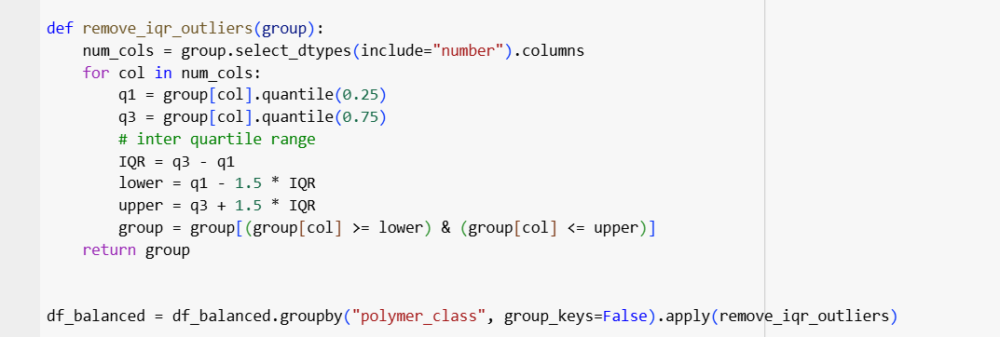 def remove_iqr_outliers(group):
    num_cols = group.select_dtypes(include="number").columns
    for col in num_cols:
        q1 = group[col].quantile(0.25)
        q3 = group[col].quantile(0.75)
        # inter quartile range
        IQR = q3 - q1
        lower = q1 - 1.5 * IQR
        upper = q3 + 1.5 * IQR
        group = group[(group[col] >= lower) & (group[col] <= upper)]
    return group
df_balanced = df_balanced.groupby("polymer_class", group_keys=False).apply(remove_iqr_outliers)